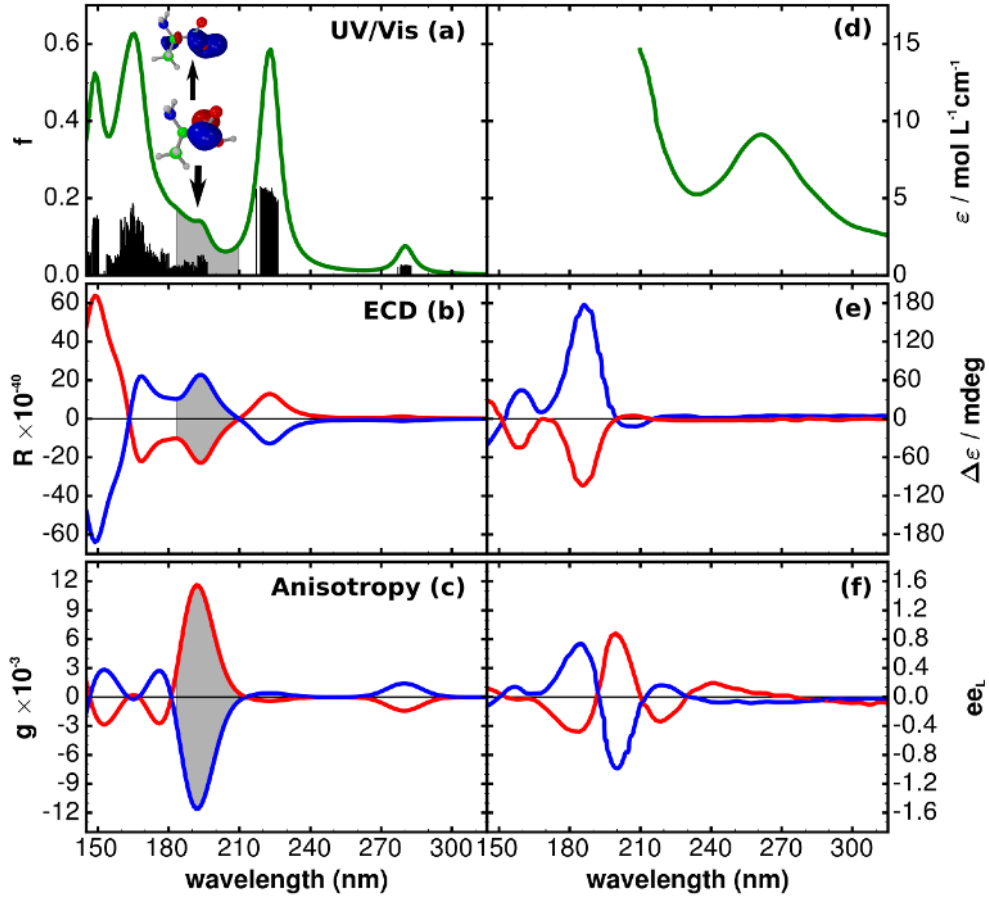 UV/Vis (a)
0.6
0.4
0.2
0.0
f
(d)
15
10
5
0
ε / mol L⁻¹cm⁻¹
ECD (b)
60
40
20
0
-20
-40
-60
R ×10⁻⁴⁰
(e)
180
120
60
0
-60
-120
-180
Δε / mdeg
Anisotropy (c)
12
9
6
3
0
-3
-6
-9
-12
g ×10⁻³
(f)
1.6
1.2
0.8
0.4
0.0
-0.4
-0.8
-1.2
-1.6
ee_L
150 180 210 240 270 300
150 180 210 240 270 300
wavelength (nm)
wavelength (nm)